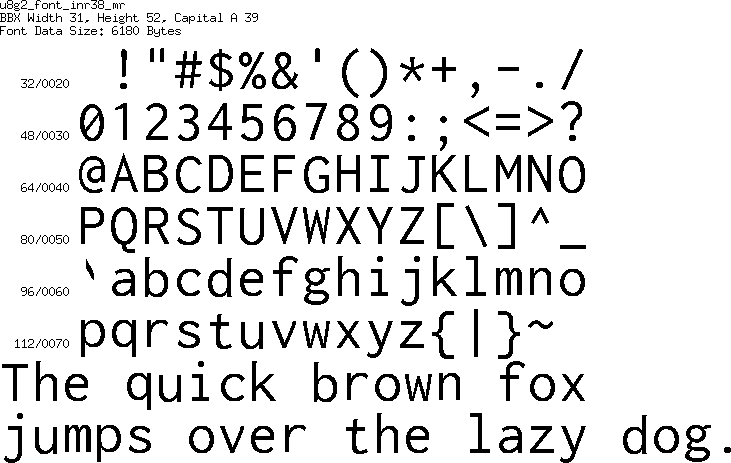 u8g2_font_inr38_mr
BBX Width 31, Height 52, Capital A 39
Font Data Size: 6180 Bytes
32/0020 !"#$%&'()*+,-./
48/0030 0123456789:;<=>?
64/0040 @ABCDEFGHIJKLMNO
80/0050 PQRSTUVWXYZ[\]^_
96/0060 `abcdefghijklmno
112/0070 pqrstuvwxyz{|}~
The quick brown fox
jumps over the lazy dog.